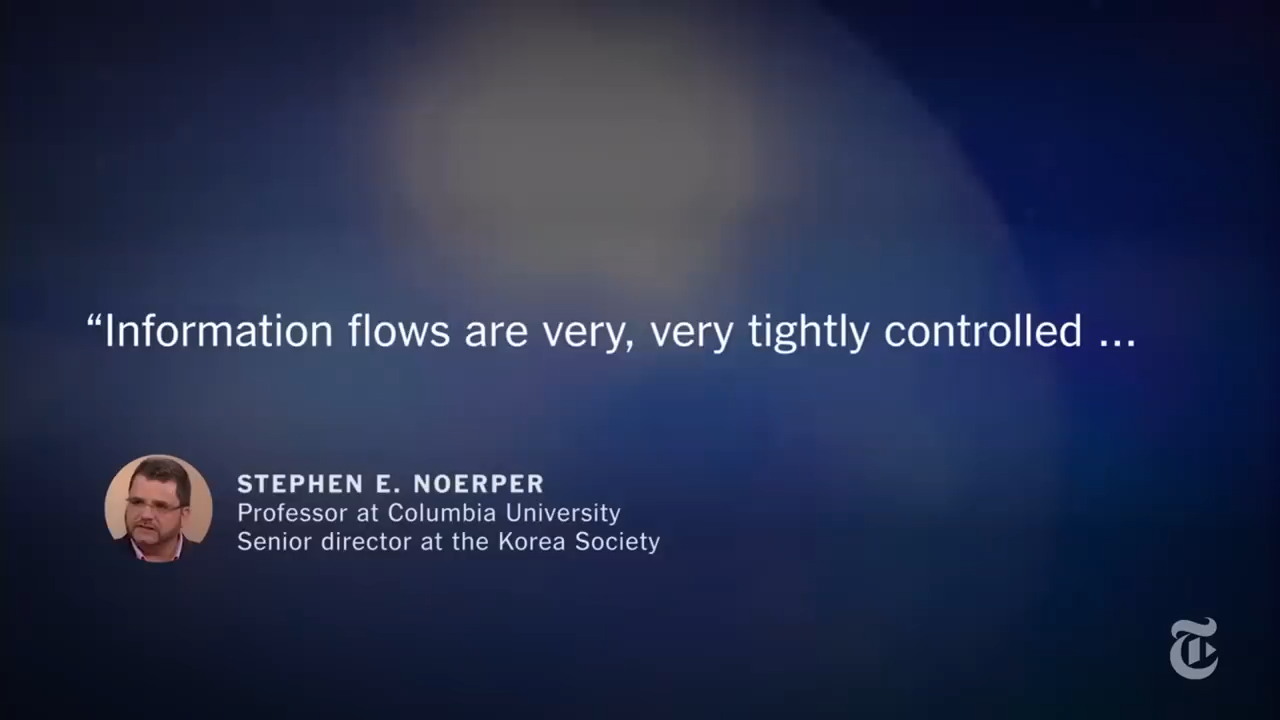 “Information flows are very, very tightly controlled ...
STEPHEN E. NOERPER
Professor at Columbia University
Senior director at the Korea Society